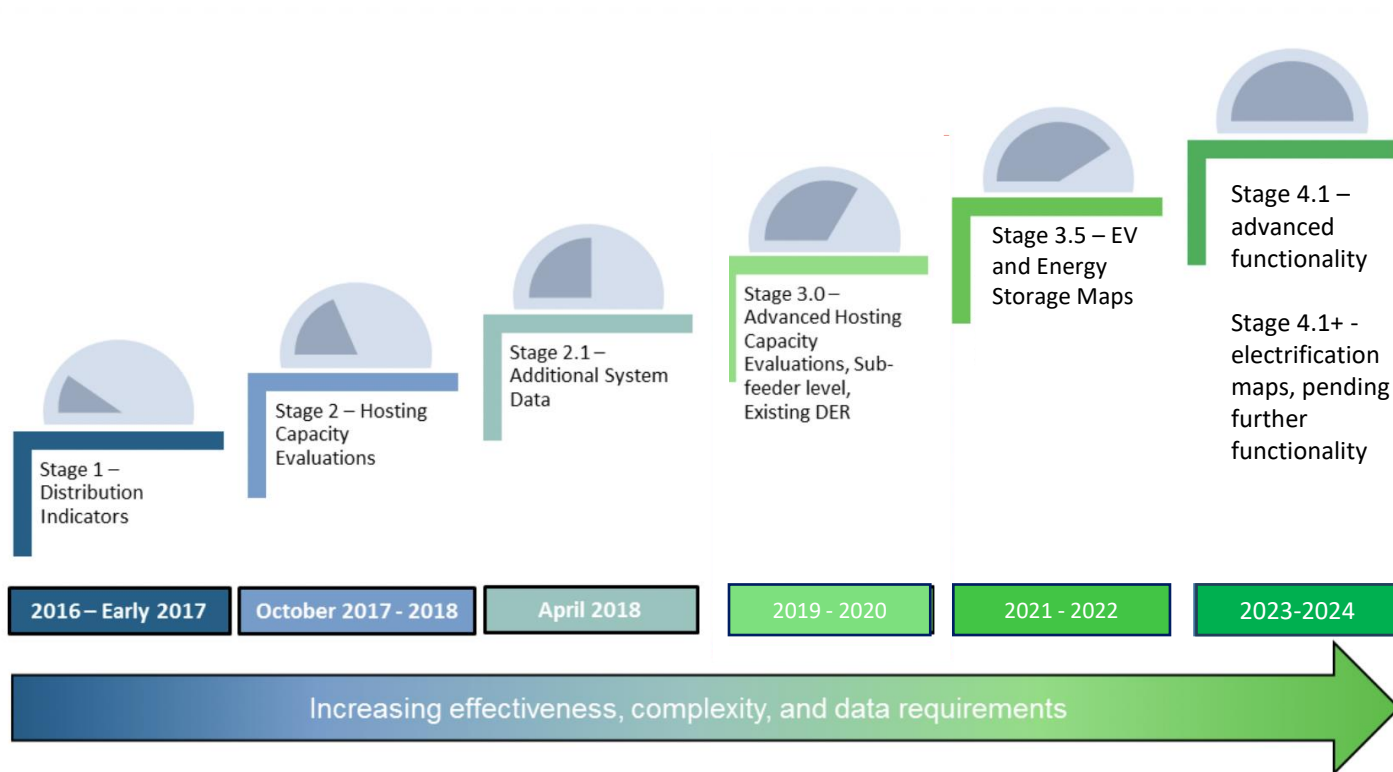 Stage 1 –
Distribution
Indicators
Stage 2 – Hosting
Capacity
Evaluations
Stage 2.1 –
Additional System
Data
Stage 3.0 –
Advanced Hosting
Capacity
Evaluations, Sub-
feeder level,
Existing DER
Stage 3.5 – EV
and Energy
Storage Maps
Stage 4.1 –
advanced
functionality
Stage 4.1+ -
electrification
maps, pending
further
functionality
2016 – Early 2017
October 2017 - 2018
April 2018
2019 - 2020
2021 - 2022
2023-2024
Increasing effectiveness, complexity, and data requirements